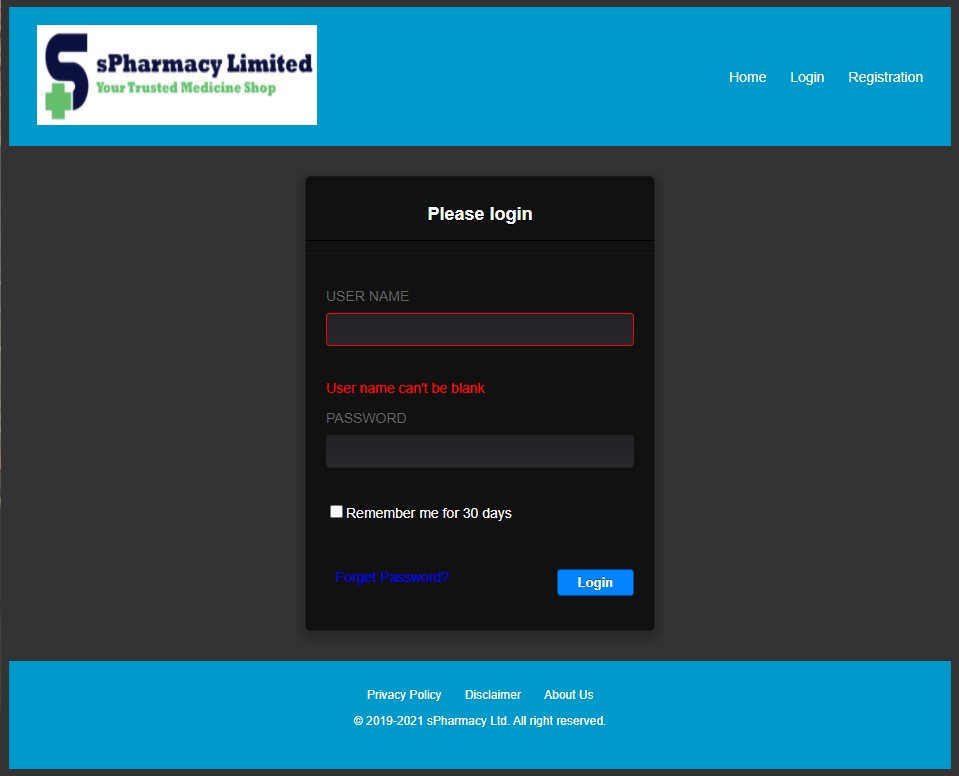 sPharmacy Limited
Your Trusted Medicine Shop
Home Login Registration
Please login
USER NAME
User name can't be blank
PASSWORD
Remember me for 30 days
Forget Password? Login
Privacy Policy Disclaimer About Us
© 2019-2021 sPharmacy Ltd. All right reserved.